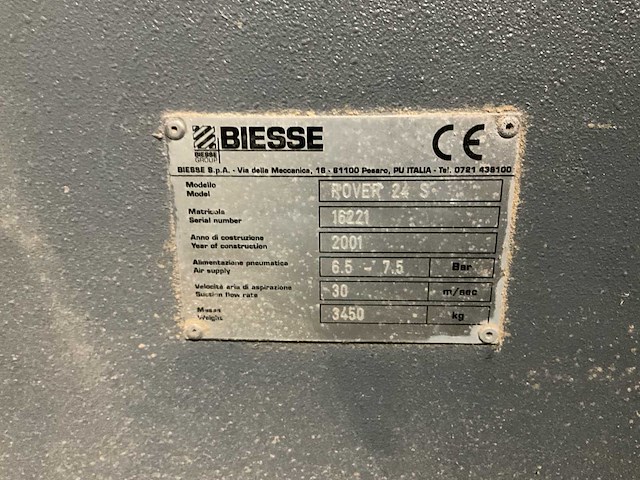 BIESSE GROUP BIESSE CE
BIESSE S.p.A. - Via della Meccanica, 16 - 61100 Pesaro, PU ITALIA - Tel. 0721 439100
Modello
Model ROVER 24 S
Matricola
Serial number 16221
Anno di costruzione
Year of construction 2001
Alimentazione pneumatica
Air supply 6.5 - 7.5 Bar
Velocità aria di aspirazione
Suction flow rate 30 m/sec
Massa
Weight 3450 kg